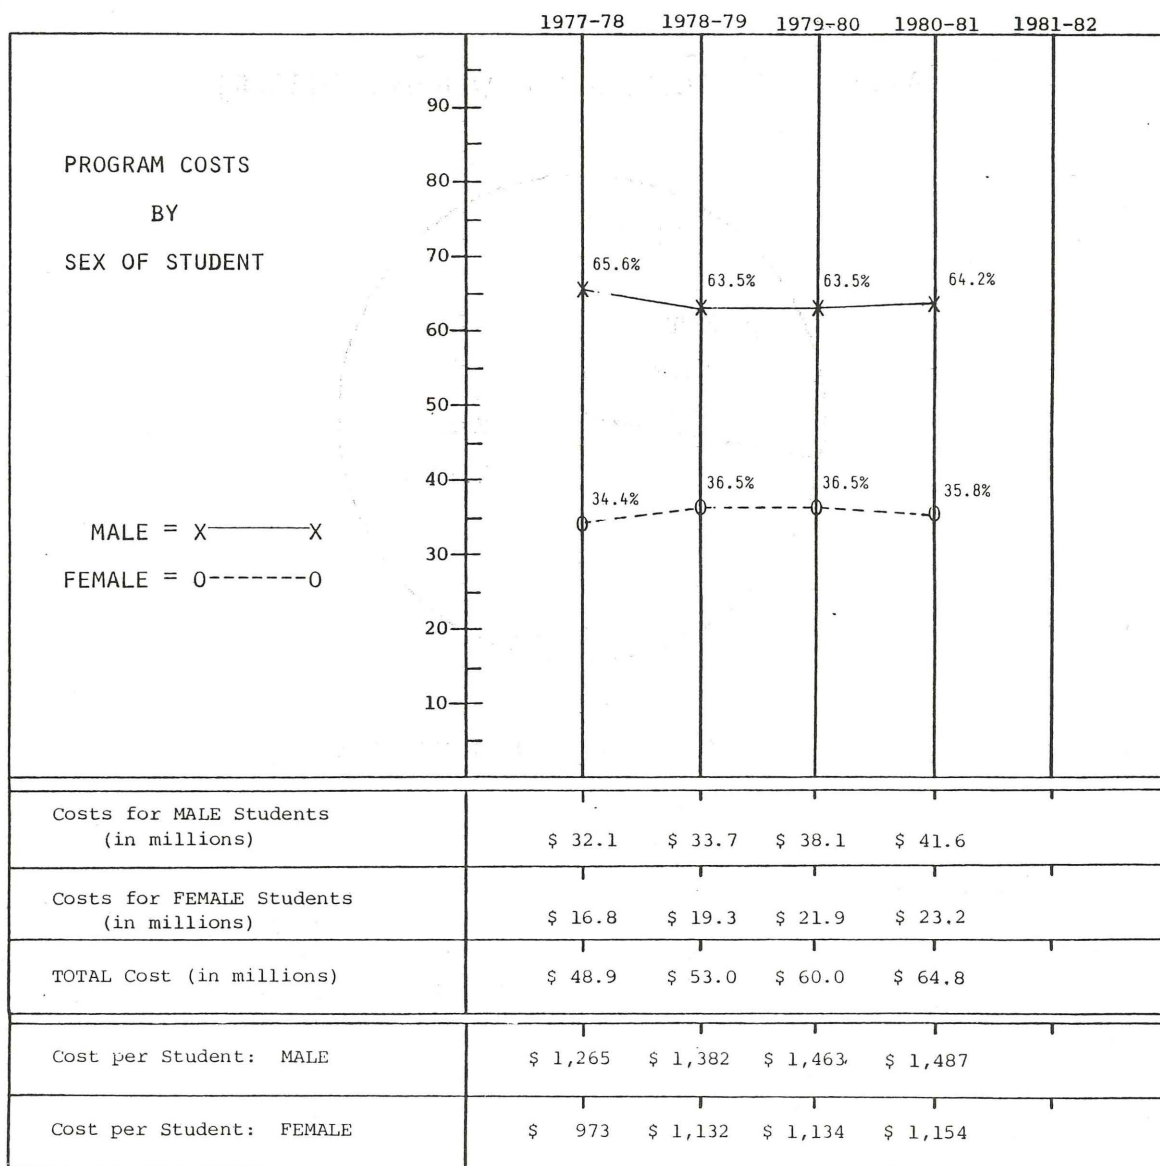 1977-78 1978-79 1979-80 1980-81 1981-82
PROGRAM COSTS
BY
SEX OF STUDENT
90
80
70
60
50
40
30
20
10
65.6% 63.5% 63.5% 64.2%
34.4% 36.5% 36.5% 35.8%
MALE = X X
FEMALE = O-------O
Costs for MALE Students
(in millions) $ 32.1 $ 33.7 $ 38.1 $ 41.6
Costs for FEMALE Students
(in millions) $ 16.8 $ 19.3 $ 21.9 $ 23.2
TOTAL Cost (in millions) $ 48.9 $ 53.0 $ 60.0 $ 64.8
Cost per Student: MALE $ 1,265 $ 1,382 $ 1,463 $ 1,487
Cost per Student: FEMALE $ 973 $ 1,132 $ 1,134 $ 1,154